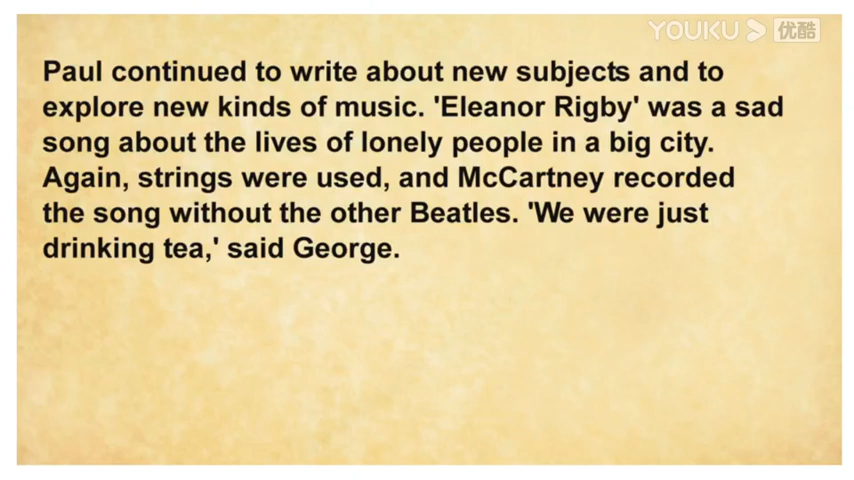 YOUKU 优酷
Paul continued to write about new subjects and to
explore new kinds of music. 'Eleanor Rigby' was a sad
song about the lives of lonely people in a big city.
Again, strings were used, and McCartney recorded
the song without the other Beatles. 'We were just
drinking tea,' said George.